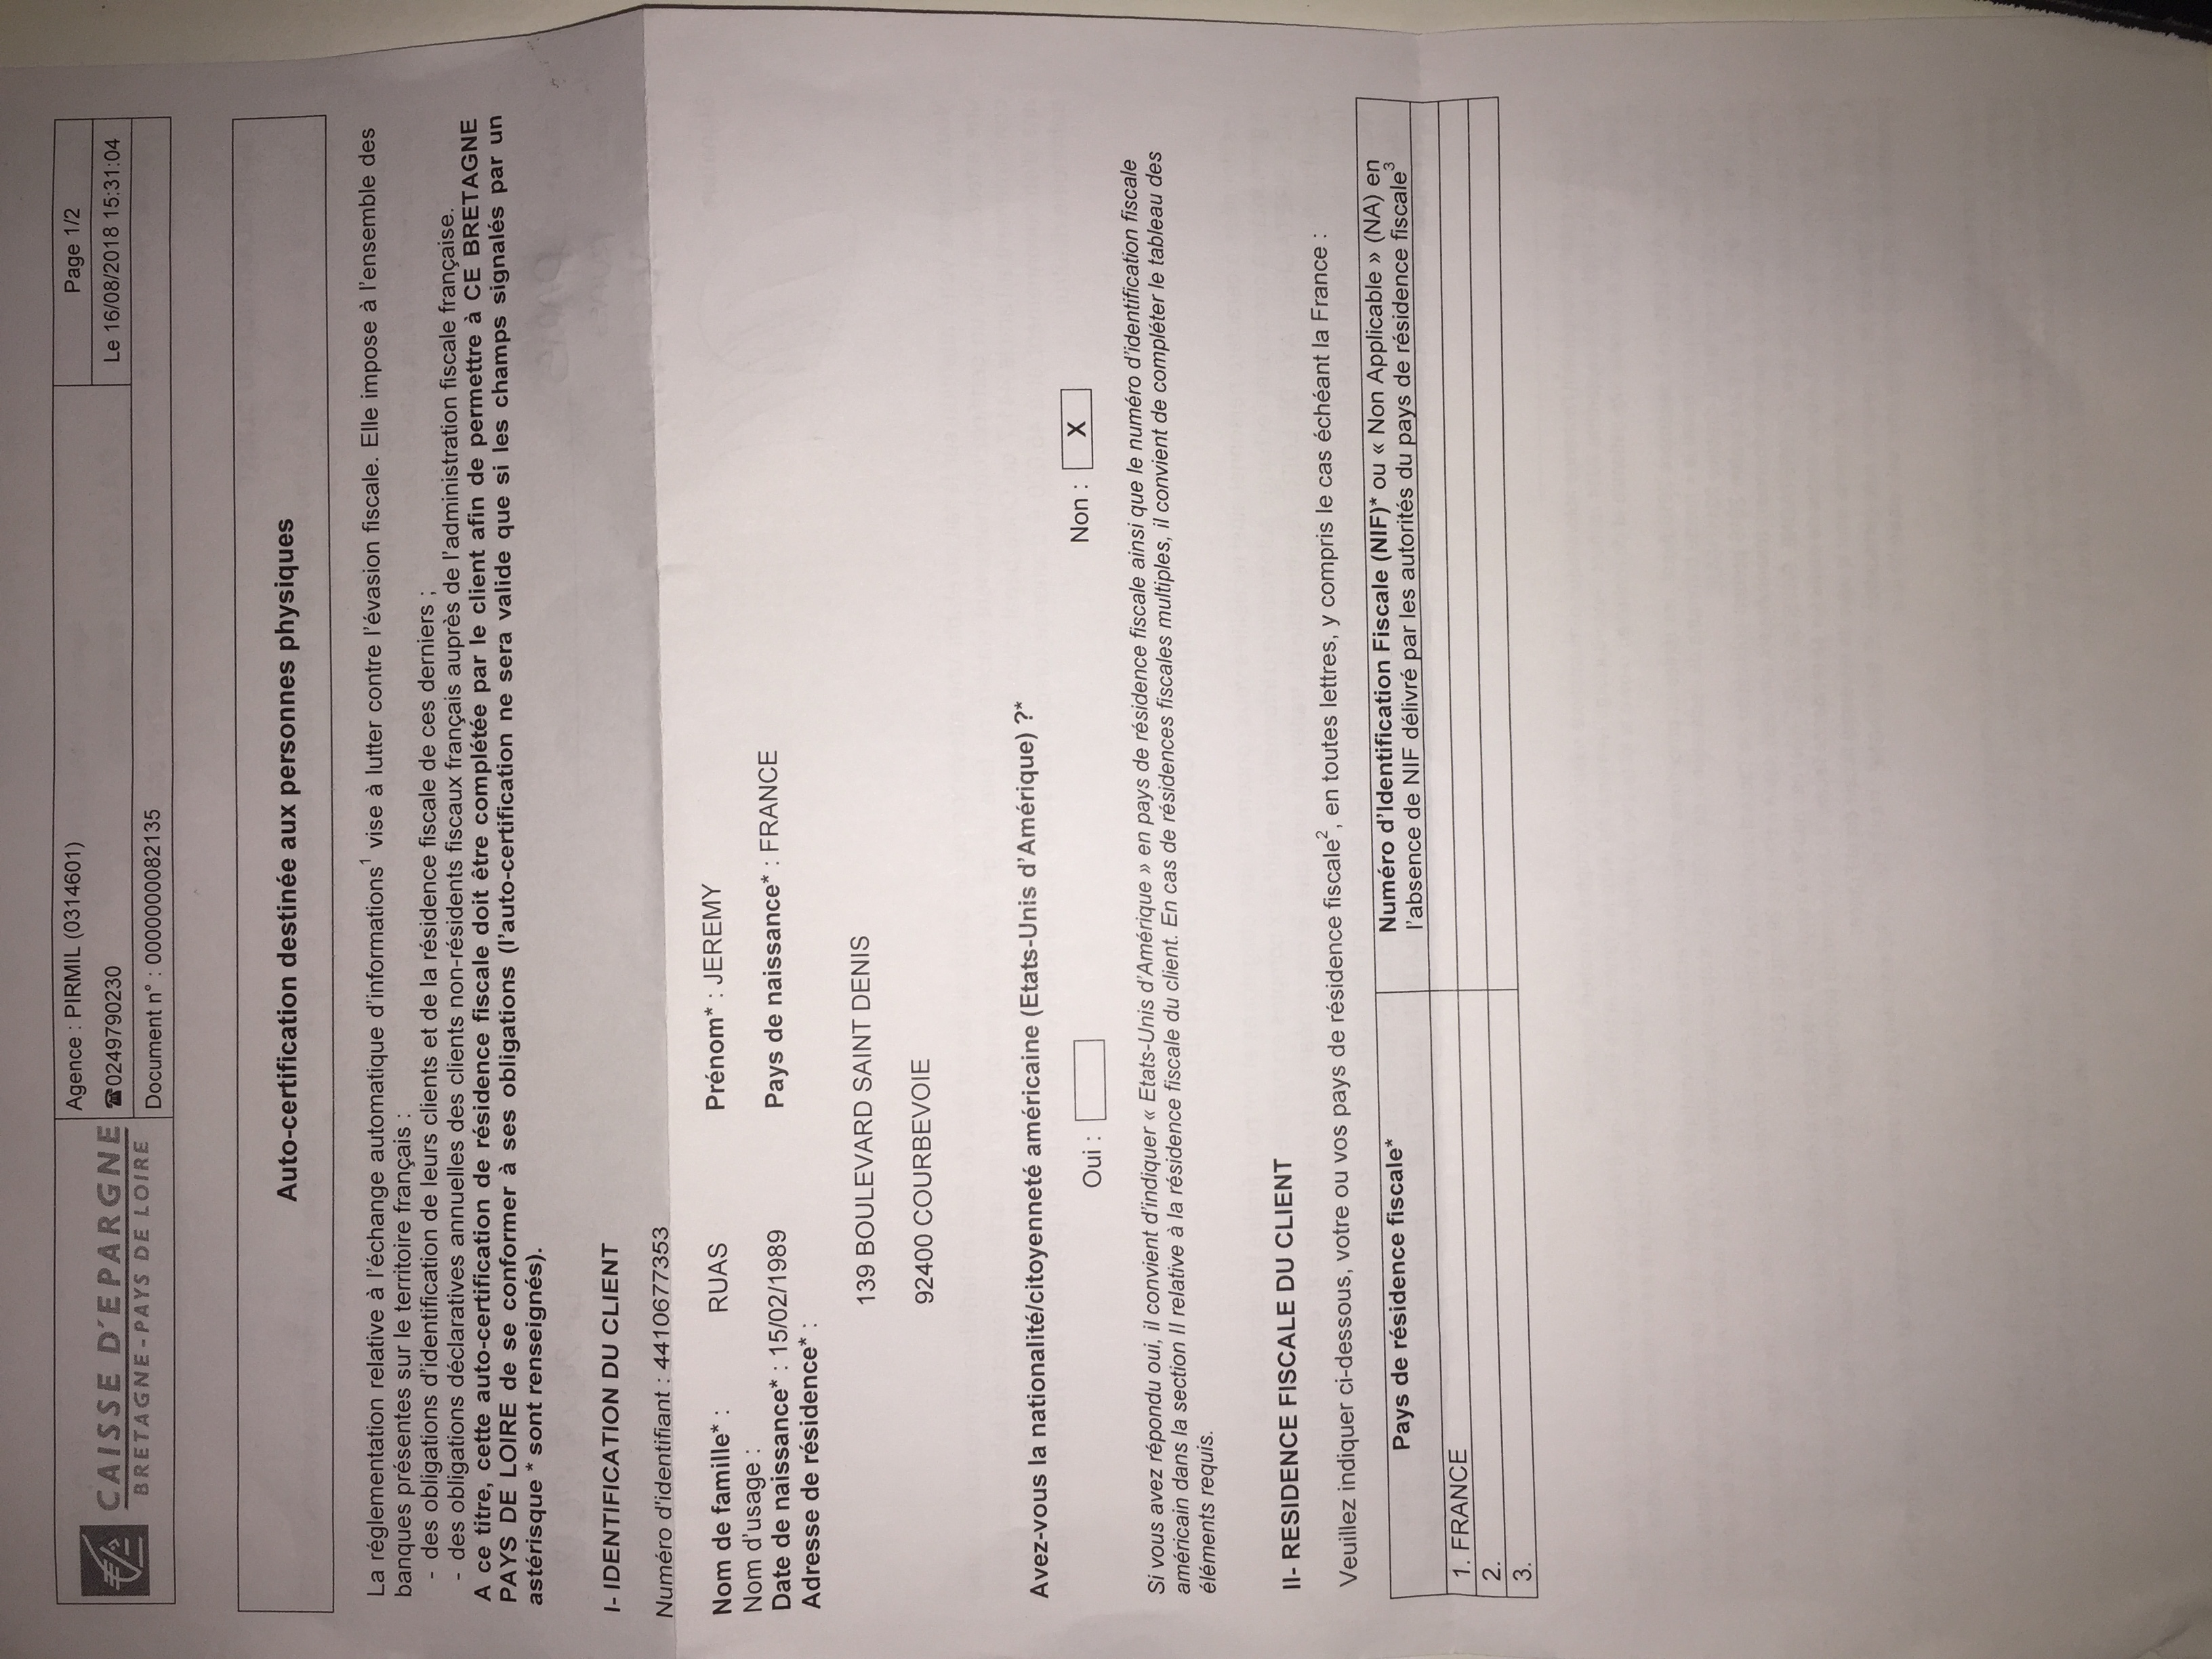 CAISSE D'EPARGNE
BRETAGNE-PAYS DE LOIRE
Agence : PIRMIL (0314601)
☎0249790230
Document n° : 0000000082135
Page 1/2
Le 16/08/2018 15:31:04
Auto-certification destinée aux personnes physiques
La réglementation relative à l'échange automatique d'informations¹ vise à lutter contre l'évasion fiscale. Elle impose à l'ensemble des
banques présentes sur le territoire français :
- des obligations d'identification de leurs clients et de la résidence fiscale de ces derniers ;
- des obligations déclaratives annuelles des clients non-résidents fiscaux français auprès de l'administration fiscale française.
A ce titre, cette auto-certification de résidence fiscale doit être complétée par le client afin de permettre à CE BRETAGNE
PAYS DE LOIRE de se conformer à ses obligations (l'auto-certification ne sera valide que si les champs signalés par un
astérisque * sont renseignés).
I- IDENTIFICATION DU CLIENT
Numéro d'identifiant : 4410677353
Nom de famille* : RUAS Prénom* : JEREMY
Nom d'usage :
Date de naissance* : 15/02/1989 Pays de naissance* : FRANCE
Adresse de résidence* :
139 BOULEVARD SAINT DENIS
92400 COURBEVOIE
Avez-vous la nationalité/citoyenneté américaine (Etats-Unis d'Amérique) ?*
Oui : Non : X
Si vous avez répondu oui, il convient d'indiquer « Etats-Unis d'Amérique » en pays de résidence fiscale ainsi que le numéro d'identification fiscale
américain dans la section II relative à la résidence fiscale du client. En cas de résidences fiscales multiples, il convient de compléter le tableau des
éléments requis.
II- RESIDENCE FISCALE DU CLIENT
Veuillez indiquer ci-dessous, votre ou vos pays de résidence fiscale², en toutes lettres, y compris le cas échéant la France :
Pays de résidence fiscale*
Numéro d'Identification Fiscale (NIF)* ou « Non Applicable » (NA) en
l'absence de NIF délivré par les autorités du pays de résidence fiscale³
1. FRANCE
2.
3.